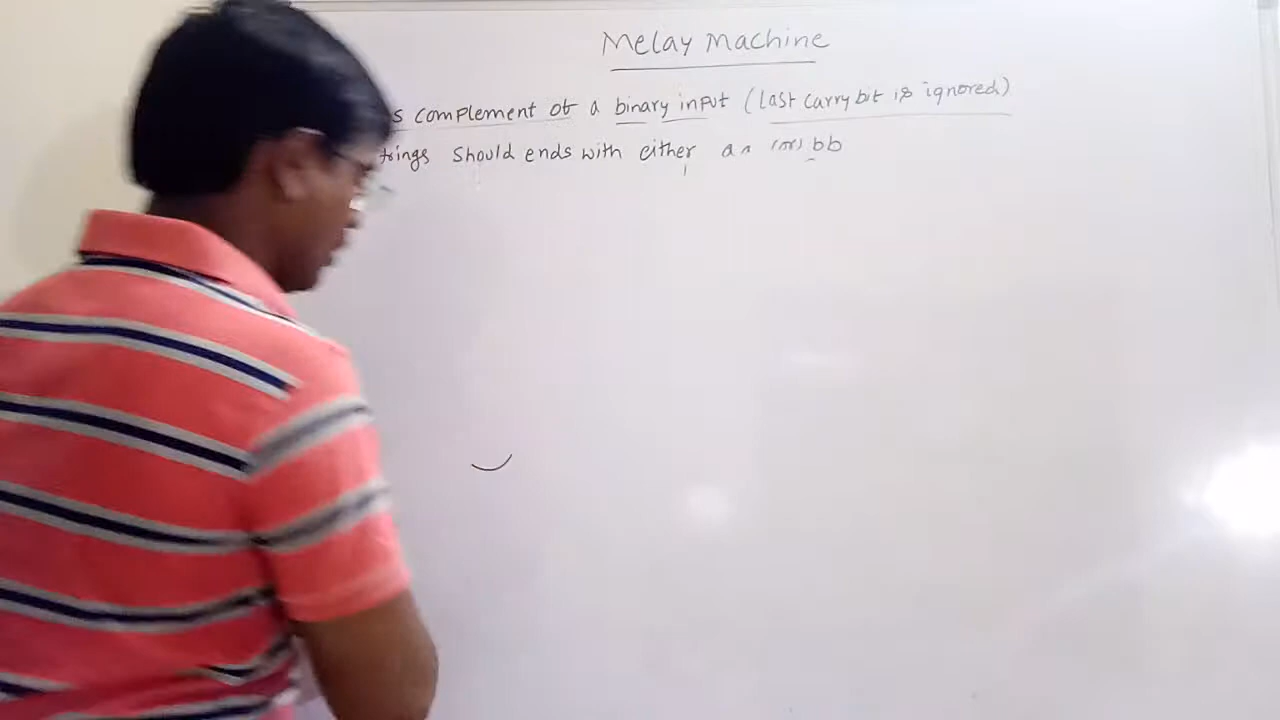 Melay Machine
s complement of a binary input (last carry bit is ignored)
trings should ends with either aa (or) bb